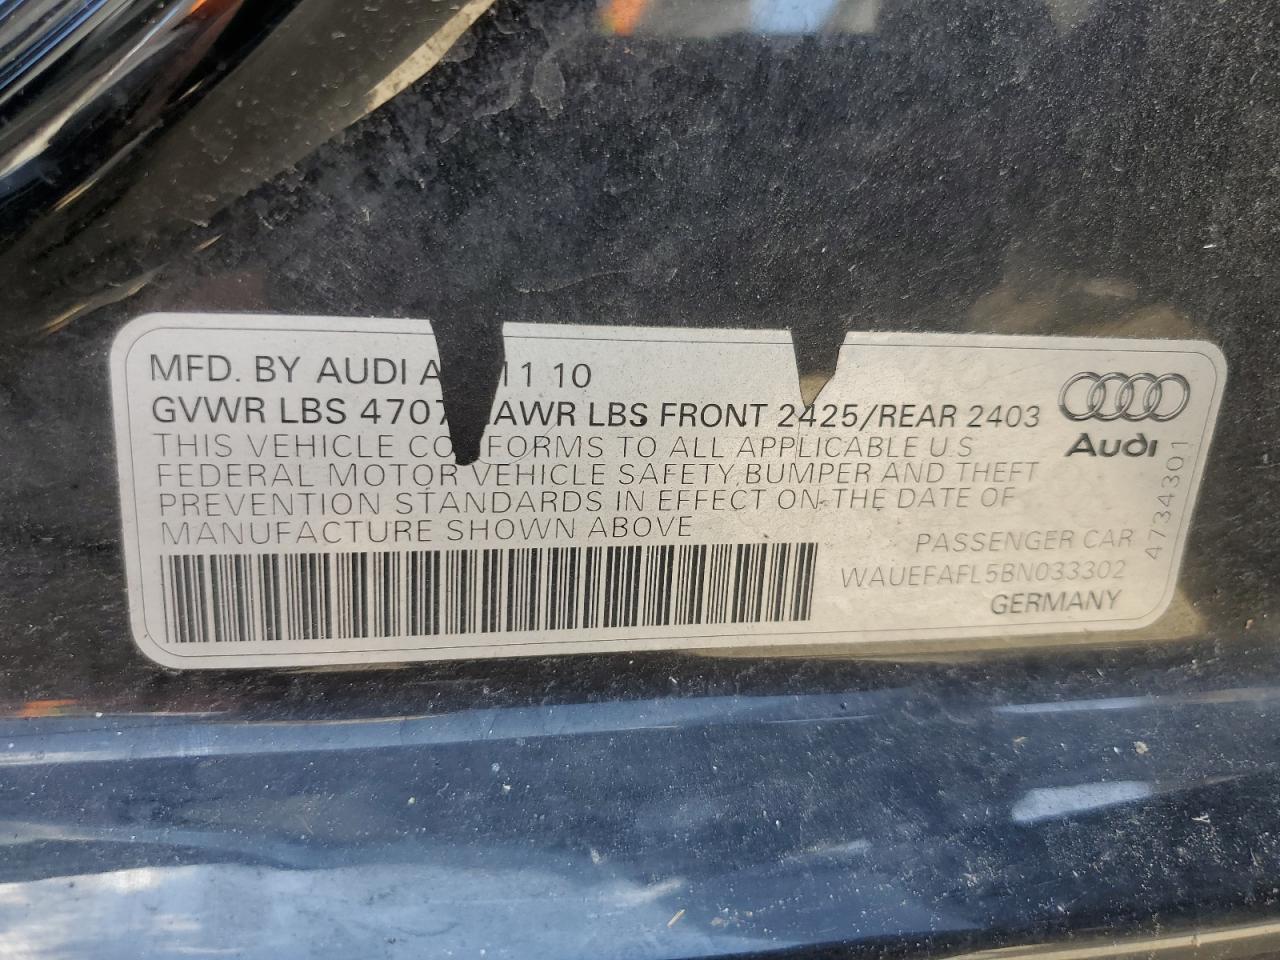 MFD. BY AUDI A 11 10
GVWR LBS 4707 AWR LBS FRONT 2425/REAR 2403
THIS VEHICLE CO FORMS TO ALL APPLICABLE U.S
FEDERAL MOTOR VEHICLE SAFETY, BUMPER AND THEFT
PREVENTION STANDARDS IN EFFECT ON THE DATE OF
MANUFACTURE SHOWN ABOVE
Audi
PASSENGER CAR
WAUEFAFL5BN033302
GERMANY
4734301